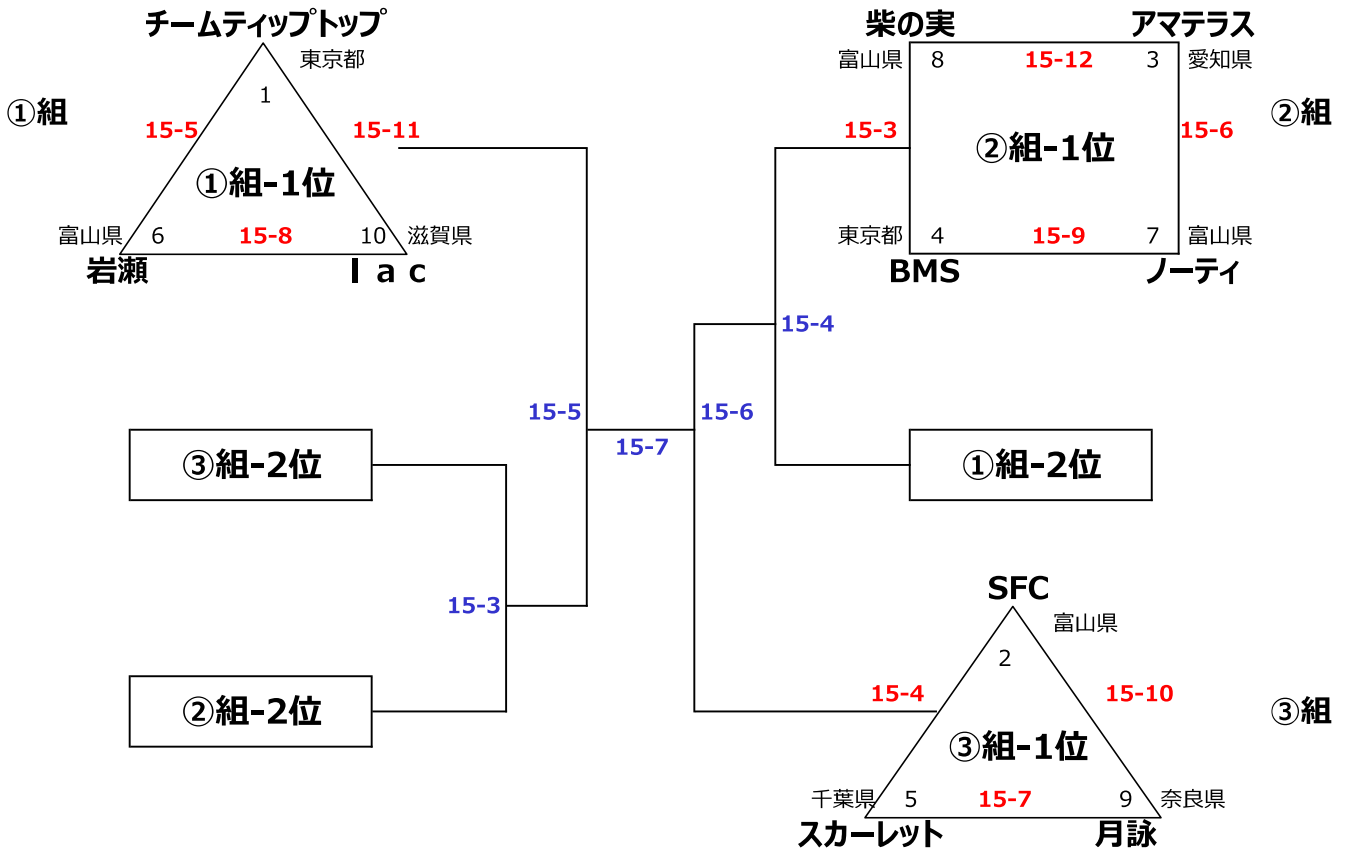 チームティップトップ
東京都
①組
1
15-5
15-11
①組-1位
富山県
6
15-8
10
滋賀県
岩瀬
l a c
柴の実
アマテラス
富山県
8
15-12
3
愛知県
②組
15-3
15-6
②組-1位
東京都
4
15-9
7
富山県
BMS
ノーティ
15-4
15-5
15-7
15-6
③組-2位
①組-2位
15-3
②組-2位
SFC
富山県
2
15-4
15-10
③組
③組-1位
千葉県
5
15-7
9
奈良県
スカーレット
月詠